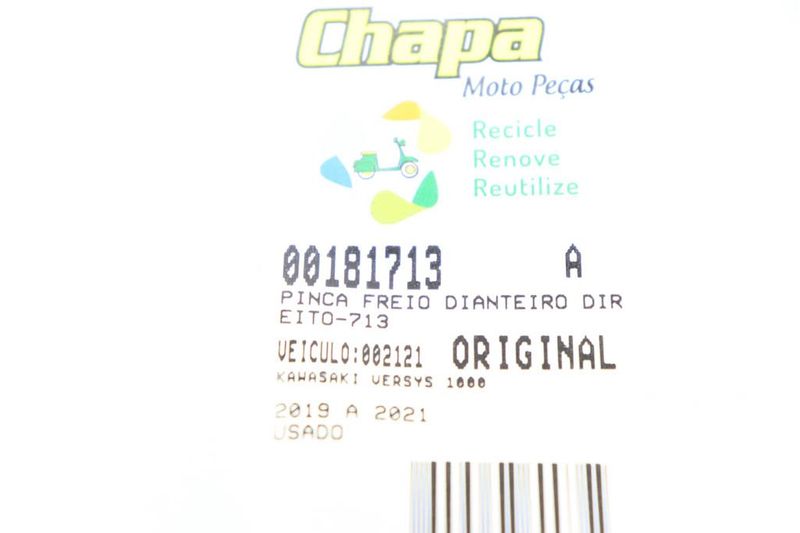 Chapa
Moto Peças
Recicle
Renove
Reutilize
00181713 A
PINCA FREIO DIANTEIRO DIR
EITO-713
VEICULO:002121 ORIGINAL
KAWASAKI VERSYS 1000
2019 A 2021
USADO